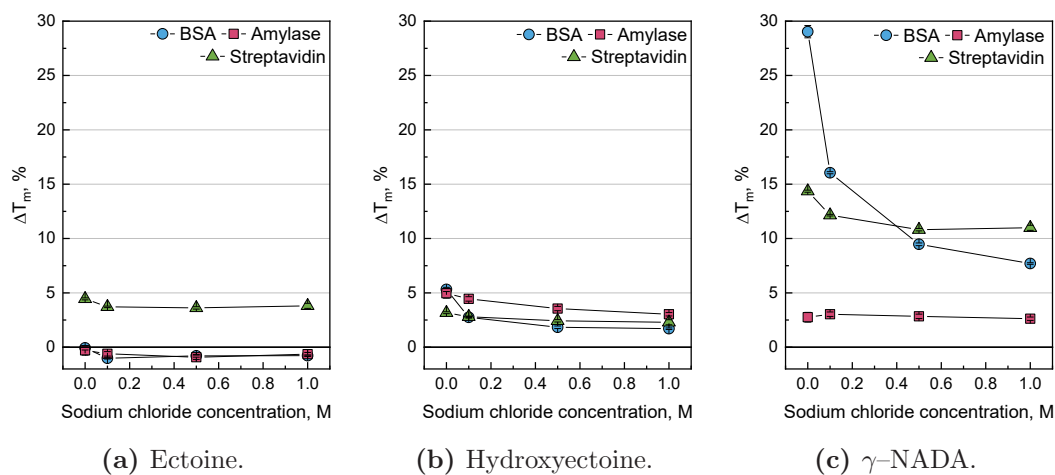 30
25
20
15
10
5
0
ΔTm, %
BSA Amylase
Streptavidin
0.0 0.2 0.4 0.6 0.8 1.0
Sodium chloride concentration, M
(a) Ectoine.
30
25
20
15
10
5
0
ΔTm, %
BSA Amylase
Streptavidin
0.0 0.2 0.4 0.6 0.8 1.0
Sodium chloride concentration, M
(b) Hydroxyectoine.
30
25
20
15
10
5
0
ΔTm, %
BSA Amylase
Streptavidin
0.0 0.2 0.4 0.6 0.8 1.0
Sodium chloride concentration, M
(c) γ–NADA.